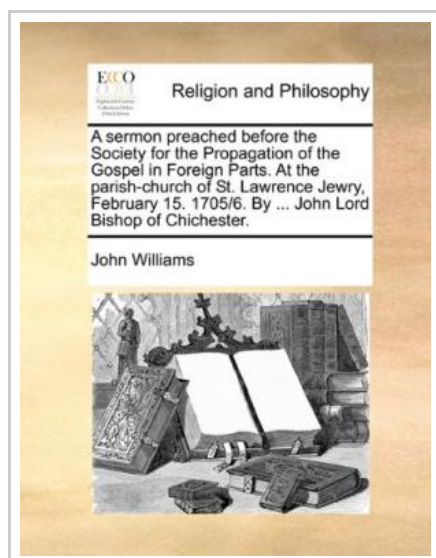 ECCO
Religion and Philosophy
A sermon preached before the
Society for the Propagation of the
Gospel in Foreign Parts. At the
parish-church of St. Lawrence Jewry,
February 15. 1705/6. By ... John Lord
Bishop of Chichester.
John Williams